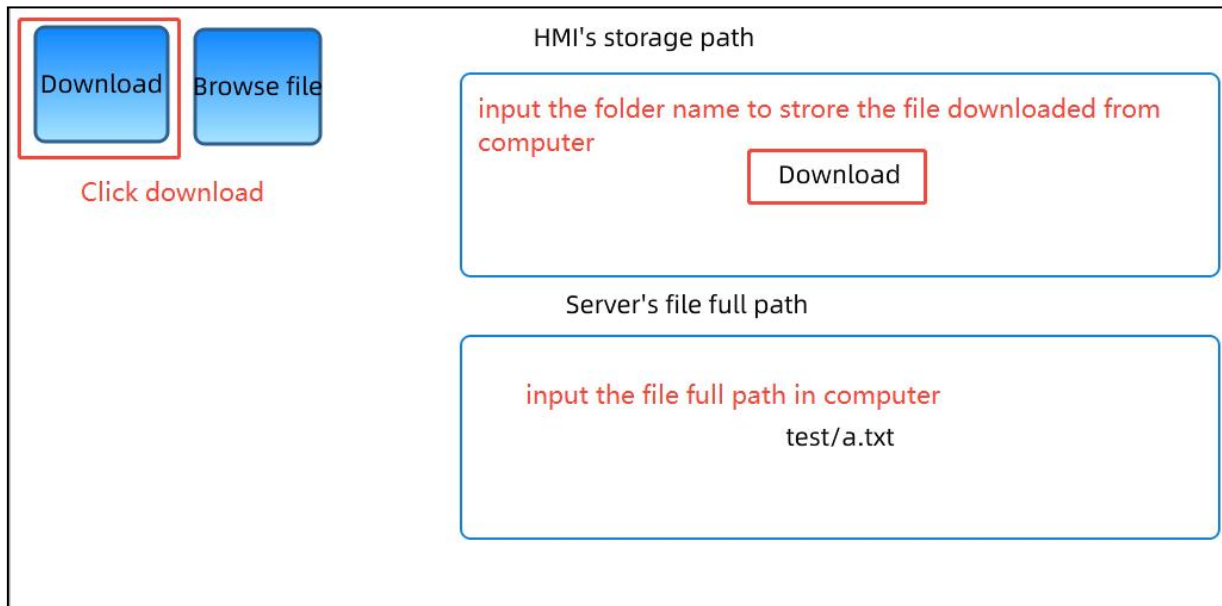 Download
Browse file
Click download
HMI's storage path
input the folder name to strore the file downloaded from
computer
Download
Server's file full path
input the file full path in computer
test/a.txt